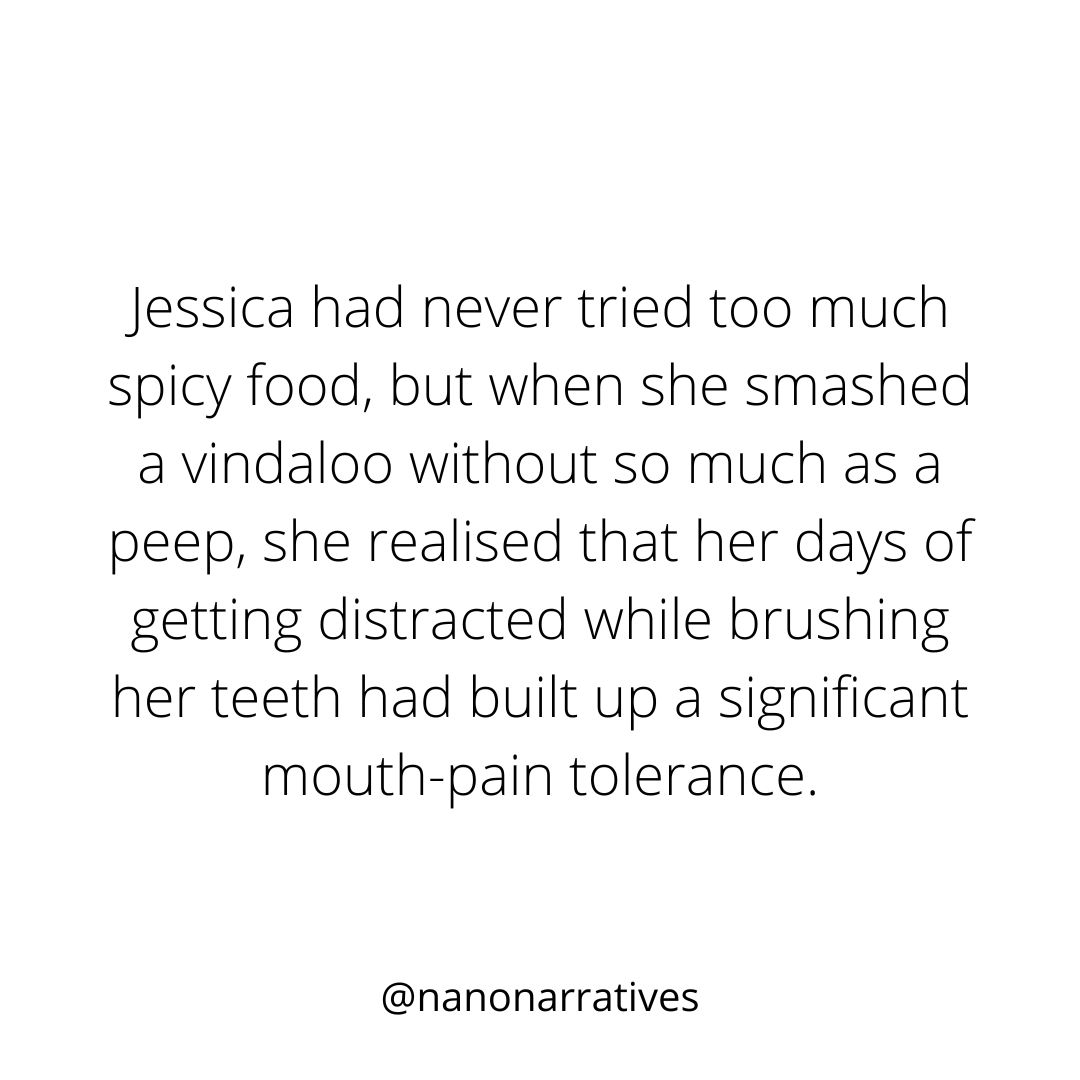 Jessica had never tried too much
spicy food, but when she smashed
a vindaloo without so much as a
peep, she realised that her days of
getting distracted while brushing
her teeth had built up a significant
mouth-pain tolerance.
@nanonarratives